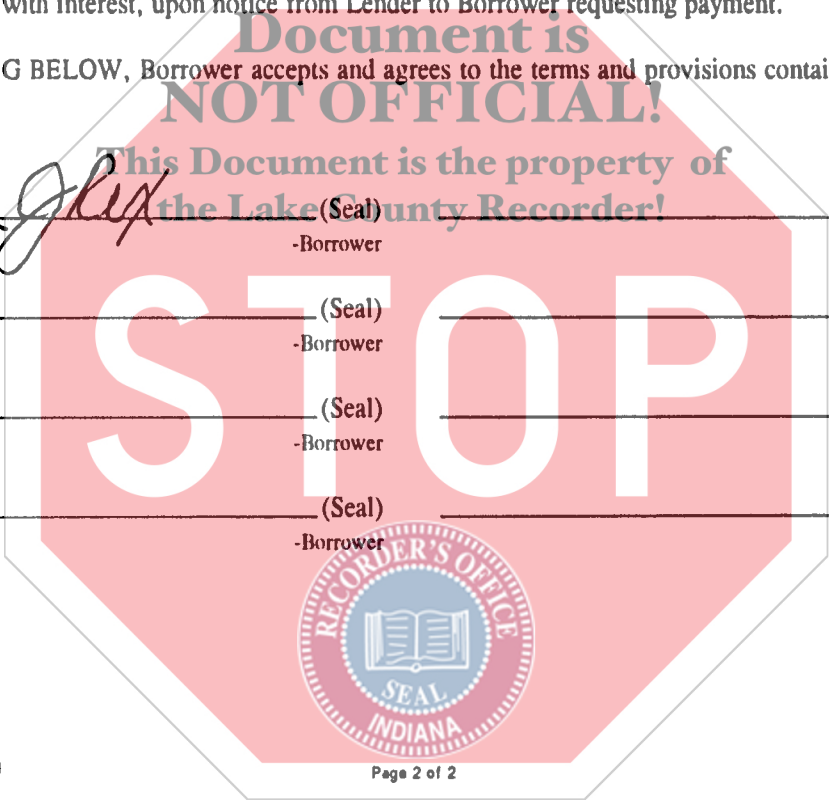 with interest, upon notice from Lender to Borrower requesting payment.
Document is
G BELOW, Borrower accepts and agrees to the terms and provisions contai
NOT OFFICIAL!
This Document is the property of
the Lake County Recorder!
(Seal)
-Borrower
STOP
(Seal)
-Borrower
(Seal)
-Borrower
(Seal)
-Borrower
RECORDER'S OFFICE
SEAL
INDIANA
Page 2 of 2